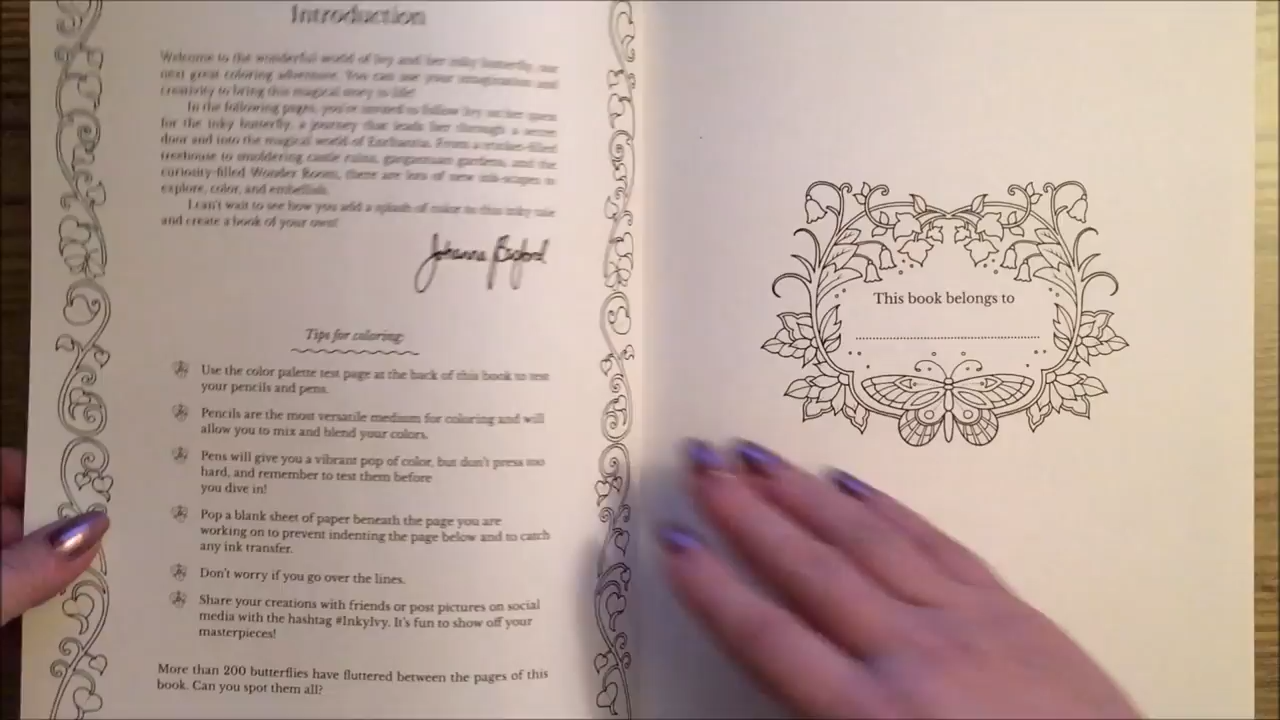 Introduction
Welcome to the wonderful world of Ivy and her inky butterfly, our
next great coloring adventure. You can use your imagination and
creativity to bring this magical story to life!
In the following pages, you're invited to follow Ivy on her quest
for the inky butterfly, a journey that leads her through a secret
door and into the magical world of Enchantia. From a
treehouse to smoldering castle ruins, gargantuan gardens, and the
curiosity-filled Wonder Room, there are lots of new to
explore, color, and embellish.
I can't wait to see how you add a splash of color to this inky tale
and create a book of your own!
Johanna Basford
Tips for coloring:
Use the color palette test page at the back of this book to test
your pencils and pens.
Pencils are the most versatile medium for coloring and will
allow you to mix and blend your colors.
Pens will give you a vibrant pop of color, but don't press too
hard, and remember to test them before
you dive in!
Pop a blank sheet of paper beneath the page you are
working on to prevent indenting the page below and to catch
any ink transfer.
Don't worry if you go over the lines.
Share your creations with friends or post pictures on social
media with the hashtag #InkyIvy. It's fun to show off your
masterpieces!
More than 200 butterflies have fluttered between the pages of this
book. Can you spot them all?
This book belongs to